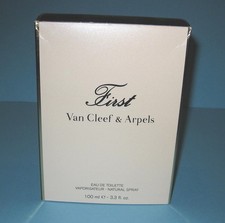 First
Van Cleef & Arpels
EAU DE TOILETTE
VAPORISATEUR - NATURAL SPRAY
100 ml e - 3.3 fl oz